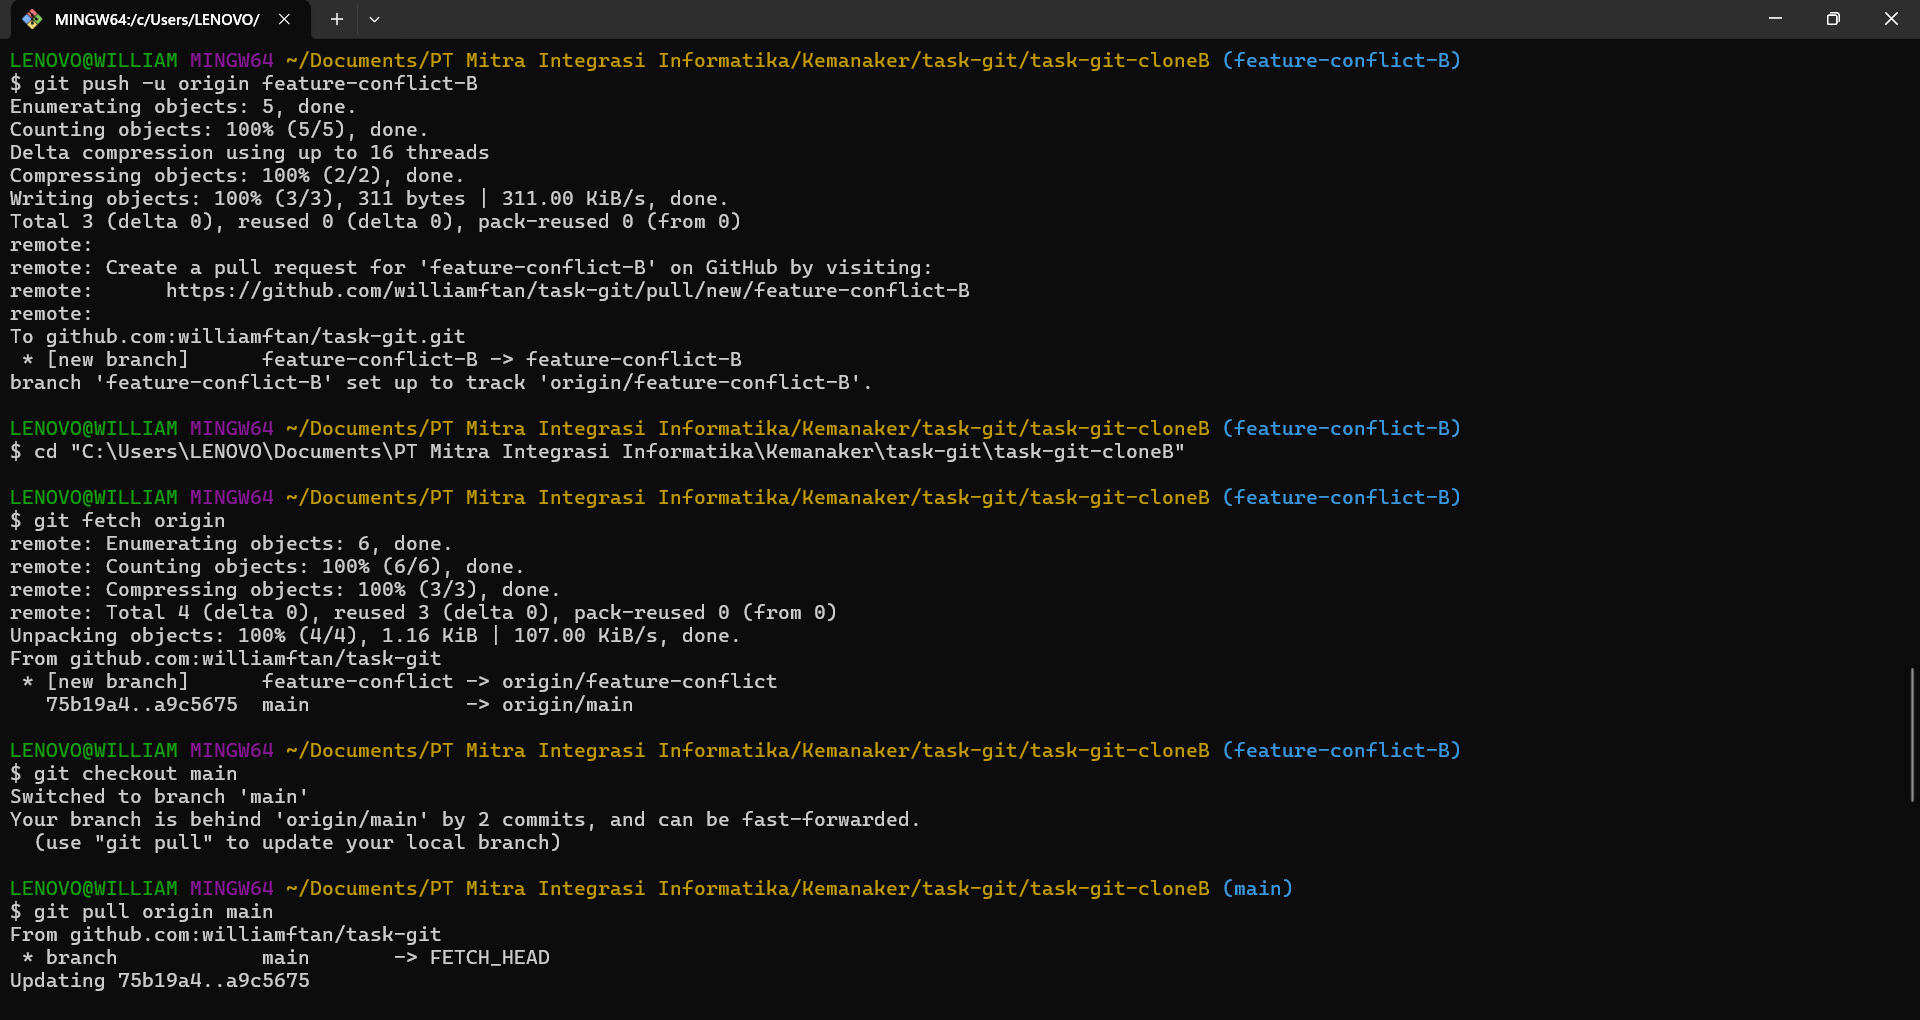 MINGW64:/c/Users/LENOVO/
LENOVO@WILLIAM MINGW64 ~/Documents/PT Mitra Integrasi Informatika/Kemanaker/task-git/task-git-cloneB (feature-conflict-B)
$ git push -u origin feature-conflict-B
Enumerating objects: 5, done.
Counting objects: 100% (5/5), done.
Delta compression using up to 16 threads
Compressing objects: 100% (2/2), done.
Writing objects: 100% (3/3), 311 bytes | 311.00 KiB/s, done.
Total 3 (delta 0), reused 0 (delta 0), pack-reused 0 (from 0)
remote:
remote: Create a pull request for 'feature-conflict-B' on GitHub by visiting:
remote:      https://github.com/williamftan/task-git/pull/new/feature-conflict-B
remote:
To github.com:williamftan/task-git.git
 * [new branch]      feature-conflict-B -> feature-conflict-B
branch 'feature-conflict-B' set up to track 'origin/feature-conflict-B'.
LENOVO@WILLIAM MINGW64 ~/Documents/PT Mitra Integrasi Informatika/Kemanaker/task-git/task-git-cloneB (feature-conflict-B)
$ cd "C:\Users\LENOVO\Documents\PT Mitra Integrasi Informatika\Kemanaker\task-git\task-git-cloneB"
LENOVO@WILLIAM MINGW64 ~/Documents/PT Mitra Integrasi Informatika/Kemanaker/task-git/task-git-cloneB (feature-conflict-B)
$ git fetch origin
remote: Enumerating objects: 6, done.
remote: Counting objects: 100% (6/6), done.
remote: Compressing objects: 100% (3/3), done.
remote: Total 4 (delta 0), reused 3 (delta 0), pack-reused 0 (from 0)
Unpacking objects: 100% (4/4), 1.16 KiB | 107.00 KiB/s, done.
From github.com:williamftan/task-git
 * [new branch]      feature-conflict -> origin/feature-conflict
   75b19a4..a9c5675  main             -> origin/main
LENOVO@WILLIAM MINGW64 ~/Documents/PT Mitra Integrasi Informatika/Kemanaker/task-git/task-git-cloneB (feature-conflict-B)
$ git checkout main
Switched to branch 'main'
Your branch is behind 'origin/main' by 2 commits, and can be fast-forwarded.
  (use "git pull" to update your local branch)
LENOVO@WILLIAM MINGW64 ~/Documents/PT Mitra Integrasi Informatika/Kemanaker/task-git/task-git-cloneB (main)
$ git pull origin main
From github.com:williamftan/task-git
 * branch            main       -> FETCH_HEAD
Updating 75b19a4..a9c5675